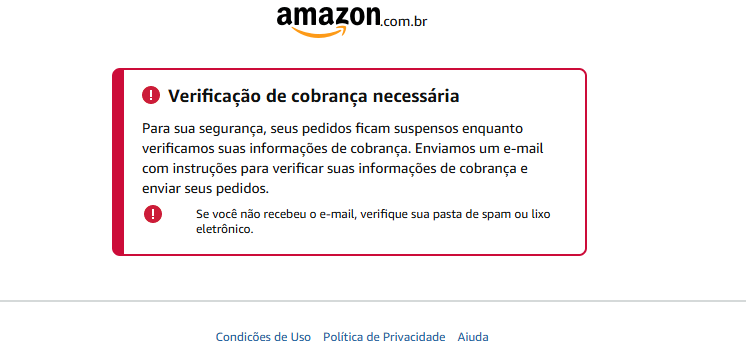 amazon.com.br
Verificação de cobrança necessária
Para sua segurança, seus pedidos ficam suspensos enquanto
verificamos suas informações de cobrança. Enviamos um e-mail
com instruções para verificar suas informações de cobrança e
enviar seus pedidos.
Se você não recebeu o e-mail, verifique sua pasta de spam ou lixo
eletrônico.
Condições de Uso Política de Privacidade Ajuda